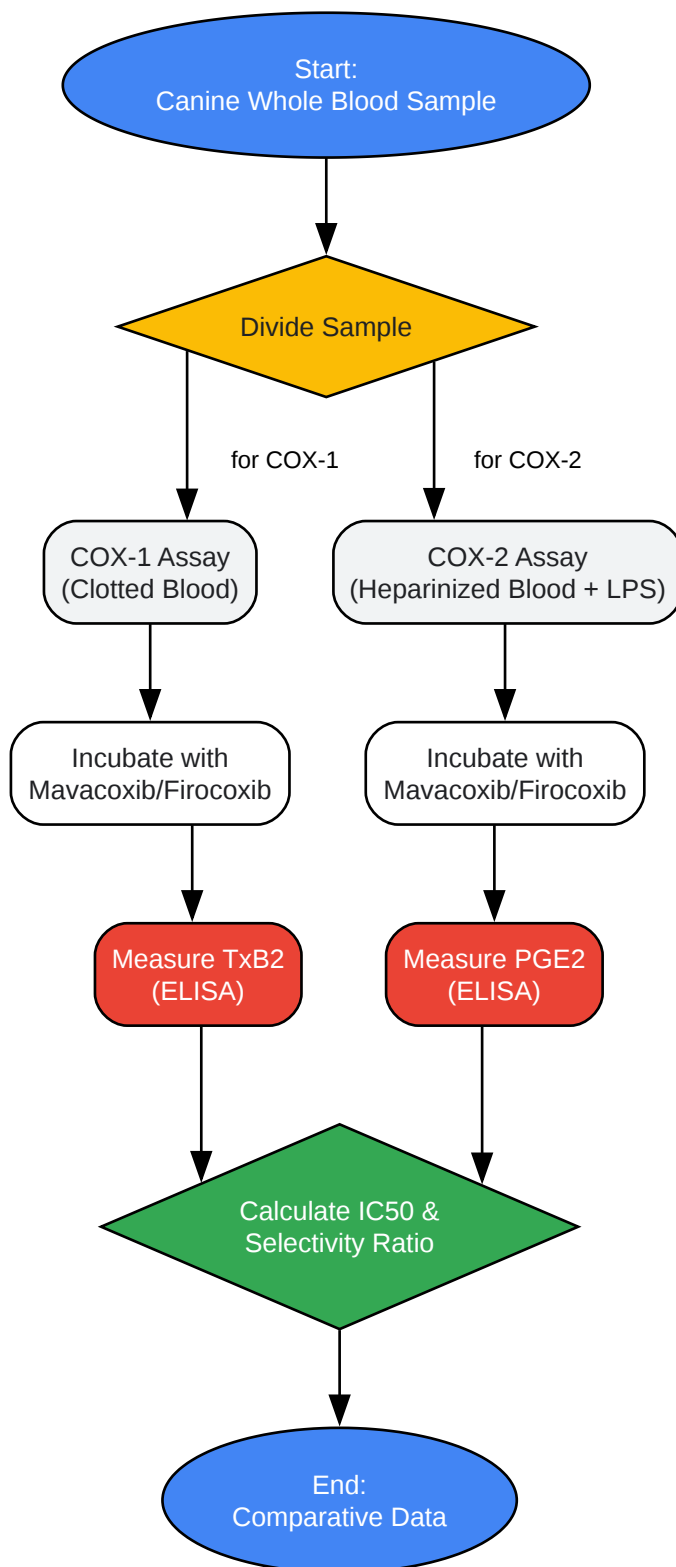 Start:
Canine Whole Blood Sample
Divide Sample
for COX-1
for COX-2
COX-1 Assay
(Clotted Blood)
COX-2 Assay
(Heparinized Blood + LPS)
Incubate with
Mavacoxib/Firocoxib
Incubate with
Mavacoxib/Firocoxib
Measure TxB2
(ELISA)
Measure PGE2
(ELISA)
Calculate IC50 &
Selectivity Ratio
End:
Comparative Data